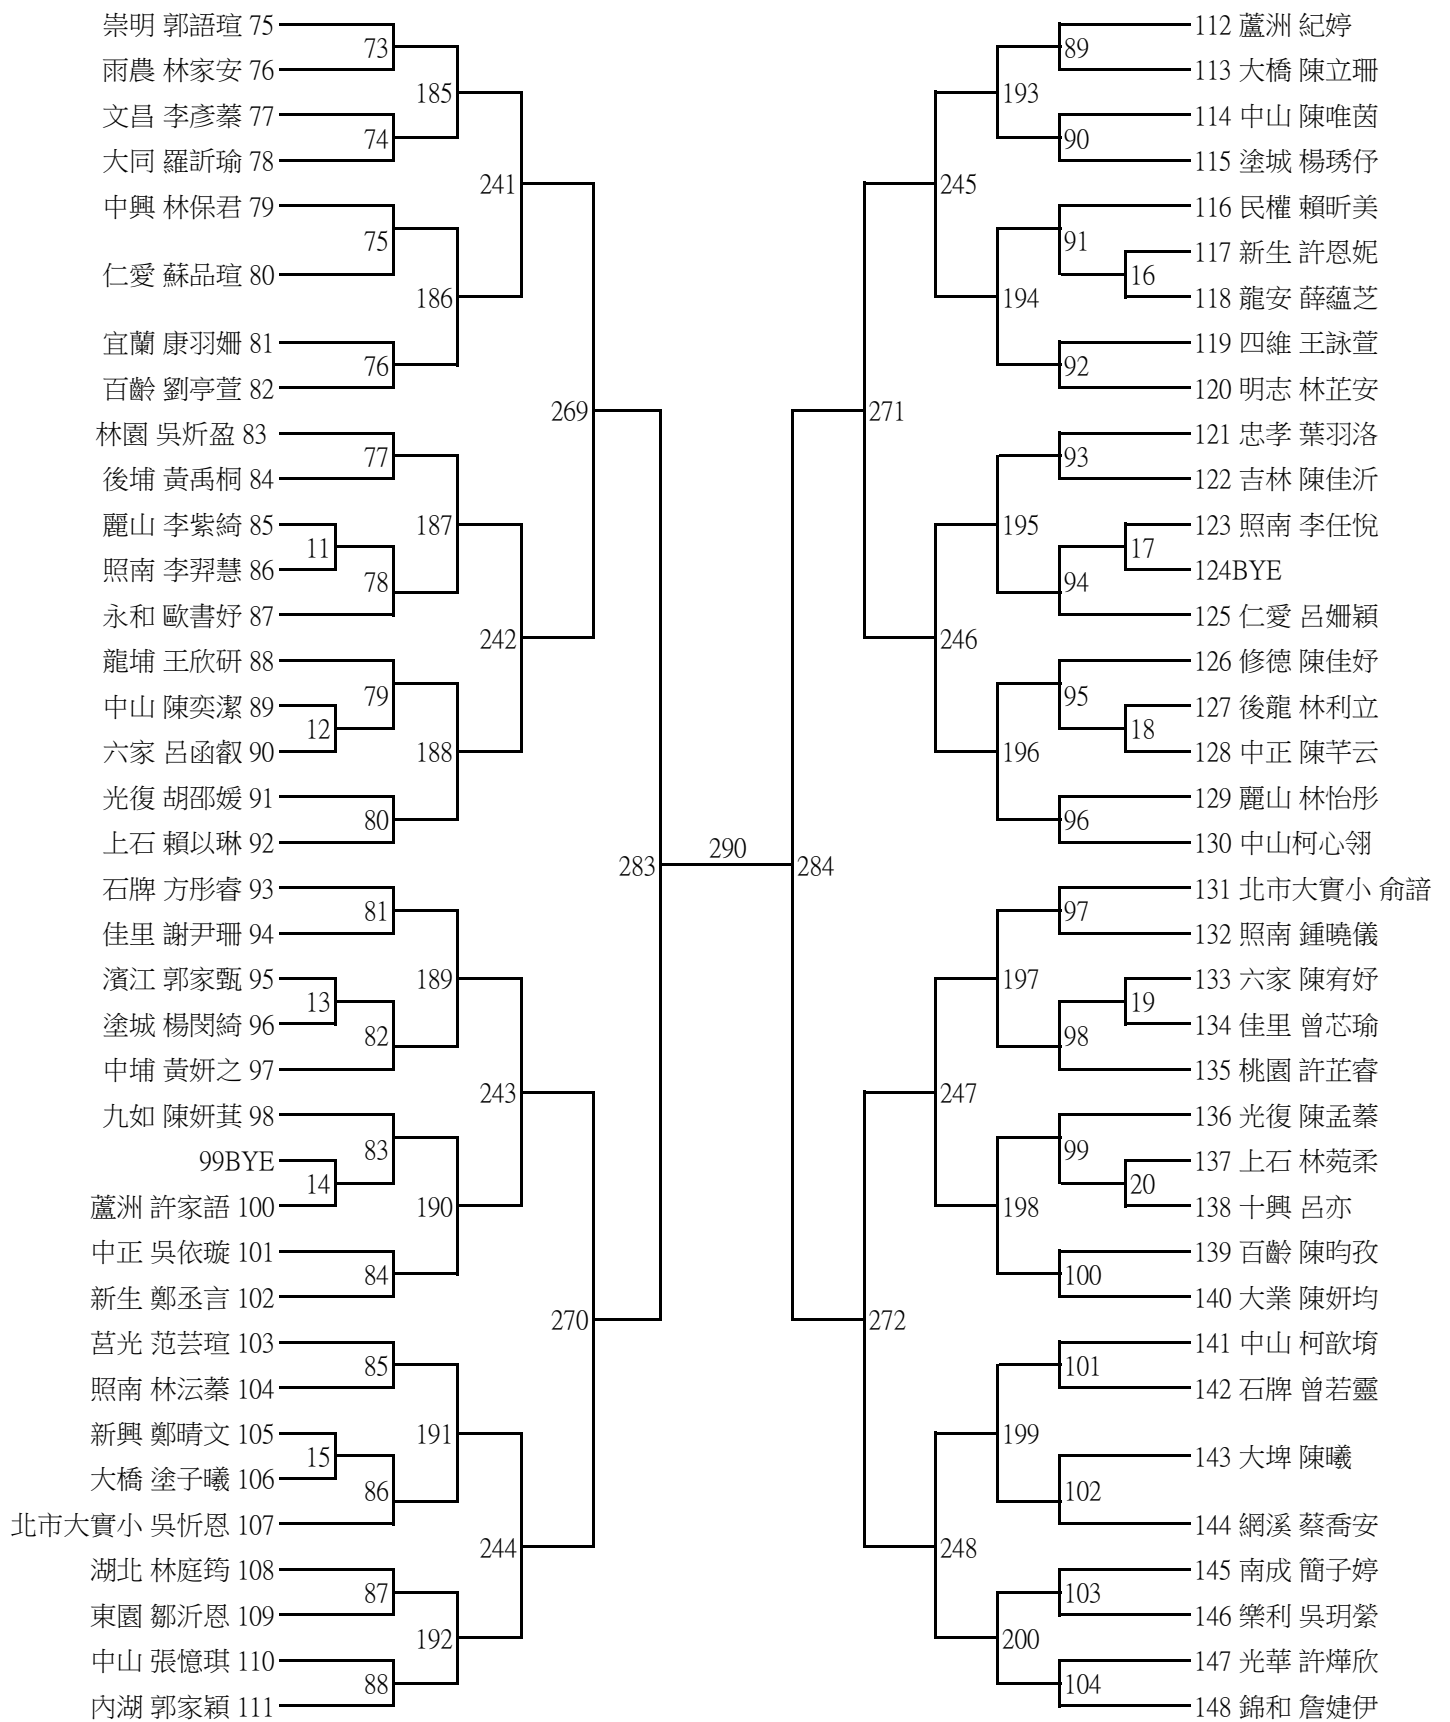 崇明 郭語瑄 75
73
雨農 林家安 76
185
文昌 李彥蓁 77
74
大同 羅訢瑜 78
241
中興 林保君 79
75
仁愛 蘇品瑄 80
186
宜蘭 康羽姍 81
76
百齡 劉亭萱 82
269
林園 吳炘盈 83
77
後埔 黃禹桐 84
麗山 李紫綺 85
187
11
照南 李羿慧 86
78
永和 歐書妤 87
242
龍埔 王欣研 88
79
中山 陳奕潔 89
12
六家 呂函叡 90
188
光復 胡邵媛 91
80
上石 賴以琳 92
283
290
石牌 方彤睿 93
81
佳里 謝尹珊 94
濱江 郭家甄 95
189
13
塗城 楊閔綺 96
82
中埔 黃妍之 97
243
九如 陳妍萁 98
83
99BYE
14
蘆洲 許家語 100
190
中正 吳依璇 101
84
新生 鄭丞言 102
270
莒光 范芸瑄 103
85
照南 林沄蓁 104
新興 鄭晴文 105
191
15
大橋 塗子曦 106
86
北市大實小 吳忻恩 107
244
湖北 林庭筠 108
87
東園 鄒沂恩 109
192
中山 張憶琪 110
88
內湖 郭家穎 111
112 蘆洲 紀婷
89
113 大橋 陳立珊
193
114 中山 陳唯茵
90
115 塗城 楊琇伃
245
116 民權 賴昕美
91
117 新生 許恩妮
16
118 龍安 薛蘊芝
194
119 四維 王詠萱
92
120 明志 林芷安
271
121 忠孝 葉羽洛
93
122 吉林 陳佳沂
123 照南 李任悅
195
17
124BYE
94
125 仁愛 呂姍穎
246
126 修德 陳佳妤
95
127 後龍 林利立
18
128 中正 陳芊云
196
129 麗山 林怡彤
96
130 中山柯心翎
284
131 北市大實小 俞諳
97
132 照南 鍾曉儀
133 六家 陳宥妤
197
19
134 佳里 曾芯瑜
98
135 桃園 許芷睿
247
136 光復 陳孟蓁
99
137 上石 林菀柔
20
138 十興 呂亦
198
139 百齡 陳昀孜
100
140 大業 陳妍均
272
141 中山 柯歆堉
101
142 石牌 曾若靈
199
143 大埤 陳曦
102
144 網溪 蔡喬安
248
145 南成 簡子婷
103
146 樂利 吳玥縈
200
147 光華 許燁欣
104
148 錦和 詹婕伊